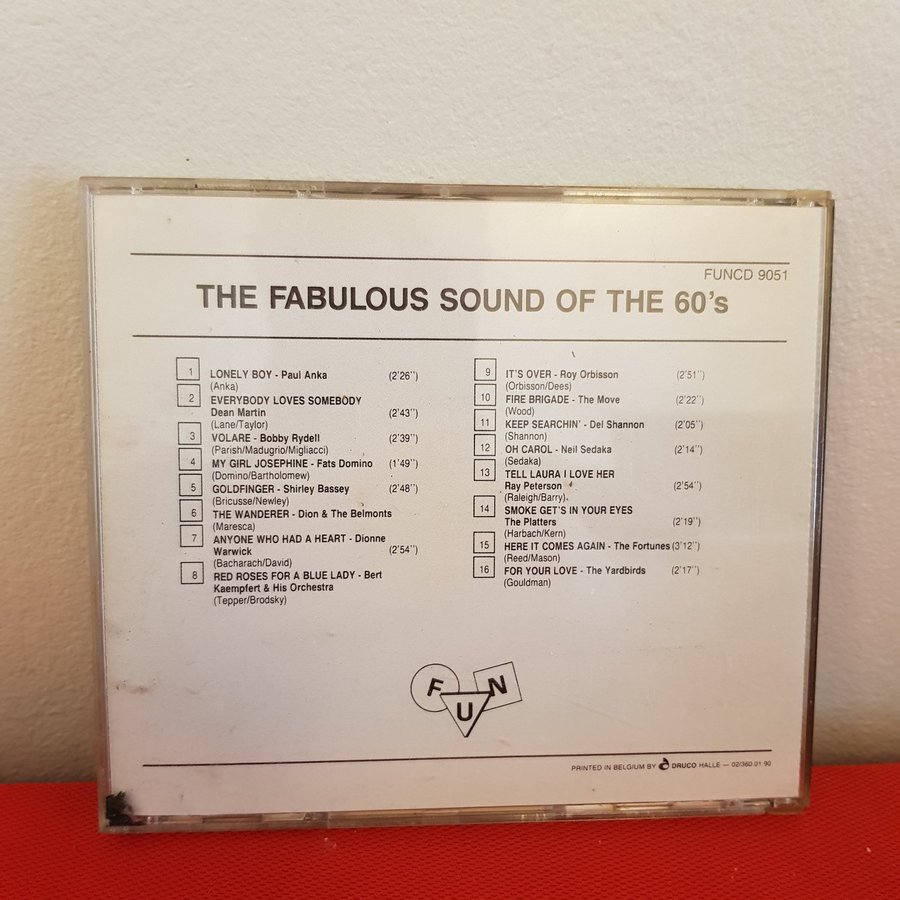 FUNCD 9051
THE FABULOUS SOUND OF THE 60's
1 LONELY BOY - Paul Anka (2'26'')
(Anka)
2 EVERYBODY LOVES SOMEBODY
Dean Martin (2'43'')
(Lane/Taylor)
3 VOLARE - Bobby Rydell (2'39'')
(Parish/Madugrio/Migliacci)
4 MY GIRL JOSEPHINE - Fats Domino (1'49'')
(Domino/Bartholomew)
5 GOLDFINGER - Shirley Bassey (2'48'')
(Bricusse/Newley)
6 THE WANDERER - Dion & The Belmonts
(Maresca)
7 ANYONE WHO HAD A HEART - Dionne
Warwick (2'54'')
(Bacharach/David)
8 RED ROSES FOR A BLUE LADY - Bert
Kaempfert & His Orchestra
(Tepper/Brodsky)
9 IT'S OVER - Roy Orbisson (2'51'')
(Orbisson/Dees)
10 FIRE BRIGADE - The Move (2'22'')
(Wood)
11 KEEP SEARCHIN' - Del Shannon (2'05'')
(Shannon)
12 OH CAROL - Neil Sedaka (2'14'')
(Sedaka)
13 TELL LAURA I LOVE HER
Ray Peterson (2'54'')
(Raleigh/Barry).
14 SMOKE GET'S IN YOUR EYES
The Platters (2'19'')
(Harbach/Kern)
15 HERE IT COMES AGAIN - The Fortunes (3'12'')
(Reed/Mason)
16 FOR YOUR LOVE - The Yardbirds (2'17'')
(Gouldman)
FUN
PRINTED IN BELGIUM BY DRUCO HALLE — 02/360.01.90